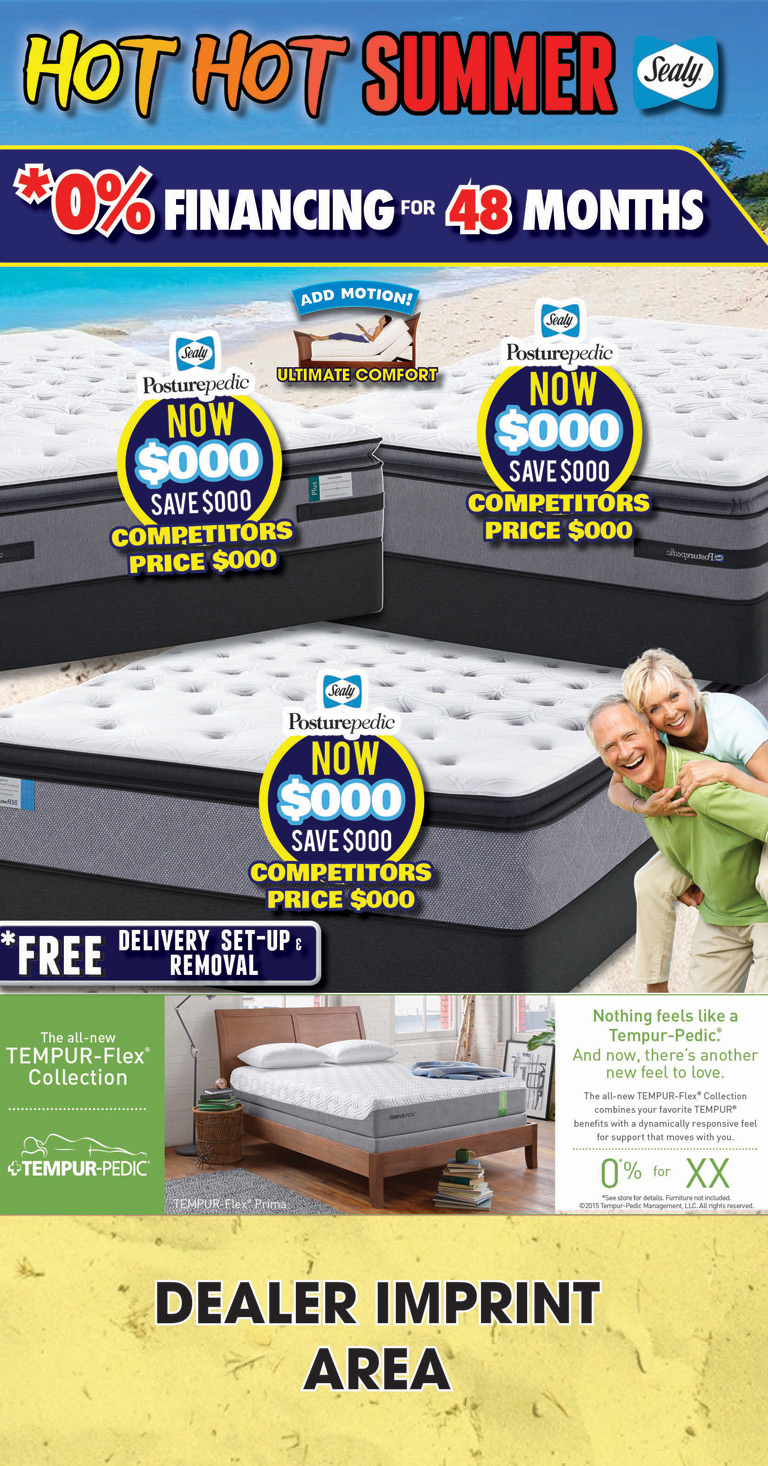 HOT HOT SUMMER
Sealy
*0% FINANCING FOR 48 MONTHS
ADD MOTION!
ULTIMATE COMFORT
Sealy
Posturepedic
NOW
$000
SAVE $000
COMPETITORS
PRICE $000
Sealy
Posturepedic
NOW
$000
SAVE $000
COMPETITORS
PRICE $000
Plus
Posturepedic
Sealy
Posturepedic
NOW
$000
SAVE $000
COMPETITORS
PRICE $000
*FREE DELIVERY SET-UP &
REMOVAL
The all-new
TEMPUR-Flex®
Collection
TEMPUR-PEDIC®
TEMPUR-PEDIC
TEMPUR-Flex® Prima
Nothing feels like a
Tempur-Pedic.®
And now, there's another
new feel to love.
The all-new TEMPUR-Flex® Collection
combines your favorite TEMPUR®
benefits with a dynamically responsive feel
for support that moves with you.
0*% for XX
*See store for details. Furniture not included.
©2015 Tempur-Pedic Management, LLC. All rights reserved.
DEALER IMPRINT
AREA